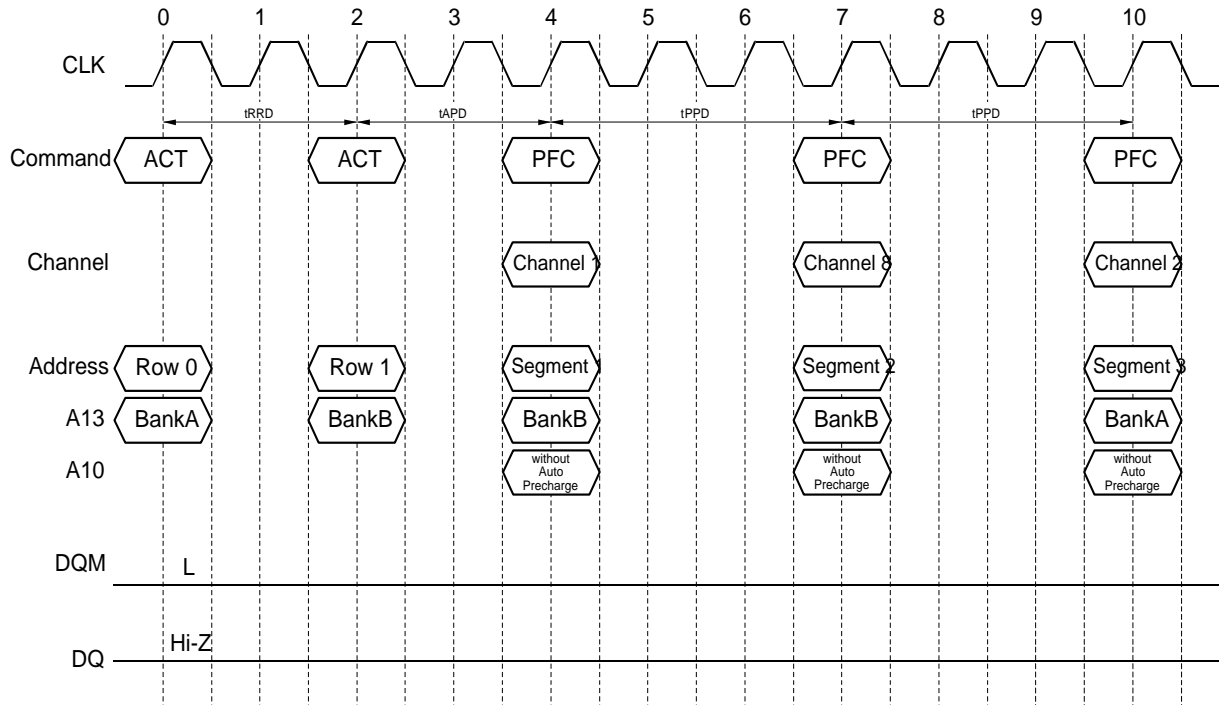 0 1 2 3 4 5 6 7 8 9 10
CLK
tRRD tAPD tPPD tPPD
Command ACT ACT PFC PFC PFC
Channel Channel 1 Channel 8 Channel 2
Address Row 0 Row 1 Segment 1 Segment 2 Segment 3
A13 BankA BankB BankB BankB BankA
A10
without
Auto
Precharge
without
Auto
Precharge
without
Auto
Precharge
DQM L
DQ Hi-Z